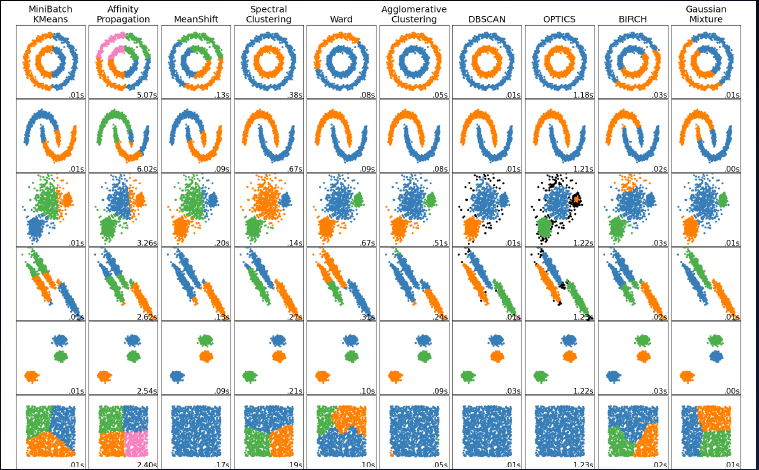 MiniBatch KMeans
Affinity Propagation
MeanShift
Spectral Clustering
Ward
Agglomerative Clustering
DBSCAN
OPTICS
BIRCH
Gaussian Mixture
.01s 5.07s .13s .38s .08s .05s .01s 1.18s .03s .01s
.01s 6.02s .09s .67s .09s .08s .01s 1.21s .02s .00s
.01s 3.26s .20s .14s .67s .51s .01s 1.22s .03s .01s
.01s 2.62s .27s .24s .01s .02s .01s
.01s 2.54s .09s .21s .10s .09s .03s 1.22s .03s .00s
.01s 2.40s .17s .19s .10s .05s .01s 1.23s .02s .01s